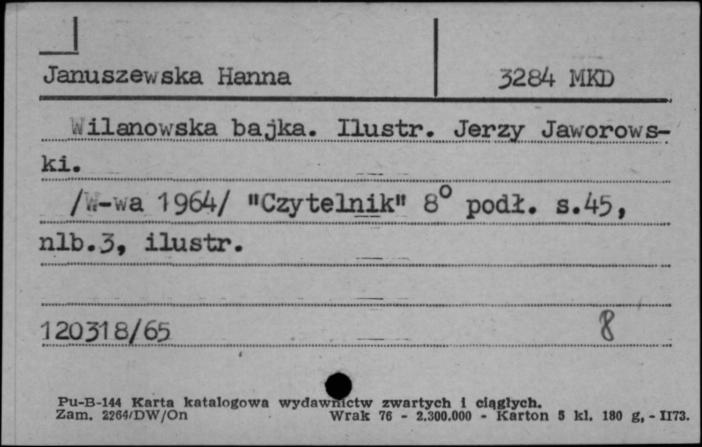 Januszewska Hanna
3284 MKD
Wilanowska bajka. Ilustr. Jerzy Jaworows-
ki.
/W-wa 1964/ "Czytelnik" 8° podł. s.45,
nlb.3, ilustr.
120318/65
8
Pu-B-144 Karta katalogowa wydawnictw zwartych i ciągłych.
Zam. 2264/DW/On Wrak 76 - 2.300.000 - Karton 5 kl. 180 g, - II73.